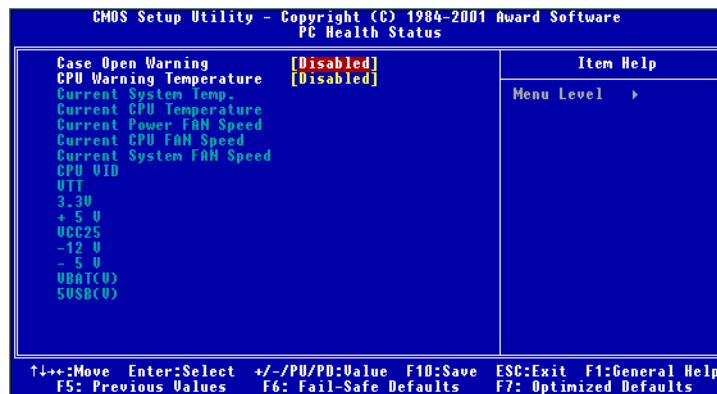 CMOS Setup Utility - Copyright (C) 1984-2001 Award Software
PC Health Status
Case Open Warning [Disabled]
CPU Warning Temperature [Disabled]
Current System Temp.
Current CPU Temperature
Current Power FAN Speed
Current CPU FAN Speed
Current System FAN Speed
CPU VID
VTT
3.3V
+ 5 V
VCC25
-12 V
- 5 V
VBAT(V)
5VSB(V)
Item Help
Menu Level ▸
↑↓→←:Move Enter:Select +/-/PU/PD:Value F10:Save ESC:Exit F1:General Help
F5: Previous Values F6: Fail-Safe Defaults F7: Optimized Defaults